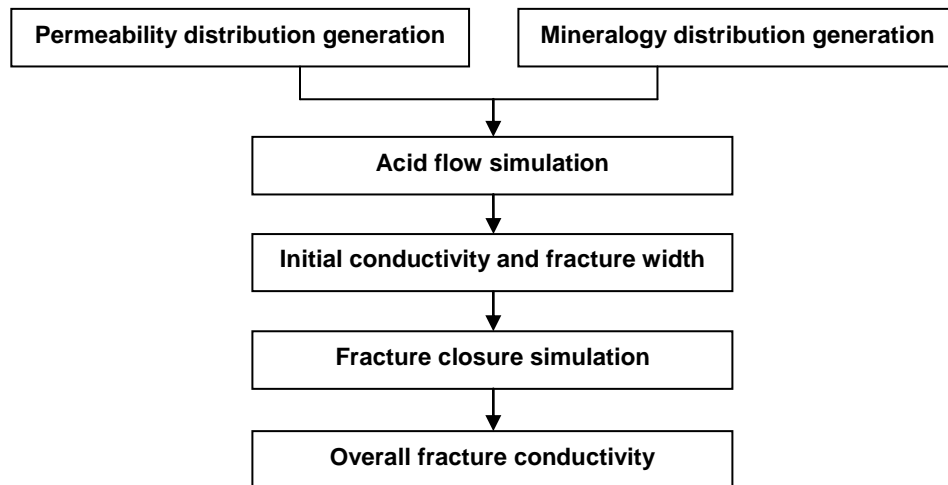 Permeability distribution generation
Mineralogy distribution generation
Acid flow simulation
Initial conductivity and fracture width
Fracture closure simulation
Overall fracture conductivity